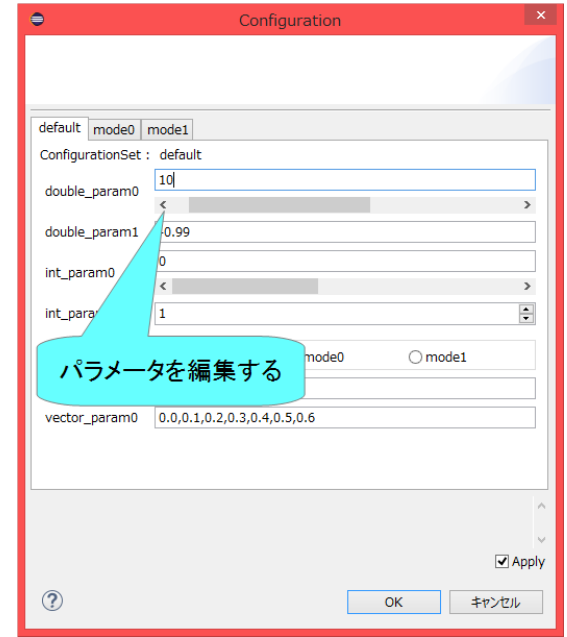 Configuration
default mode0 mode1
ConfigurationSet : default
double_param0 10
double_param1 -0.99
int_param0 0
int_para 1
パラメータを編集する
mode0 mode1
vector_param0 0.0,0.1,0.2,0.3,0.4,0.5,0.6
Apply
OK キャンセル